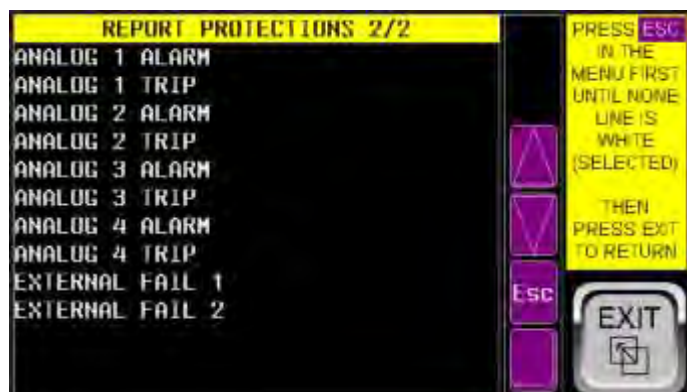 REPORT PROTECTIONS 2/2
ANALOG 1 ALARM
ANALOG 1 TRIP
ANALOG 2 ALARM
ANALOG 2 TRIP
ANALOG 3 ALARM
ANALOG 3 TRIP
ANALOG 4 ALARM
ANALOG 4 TRIP
EXTERNAL FAIL 1
EXTERNAL FAIL 2
Esc
PRESS ESC
IN THE
MENU FIRST
UNTIL NONE
LINE IS
WHITE
(SELECTED)
THEN
PRESS EXIT
TO RETURN
EXIT